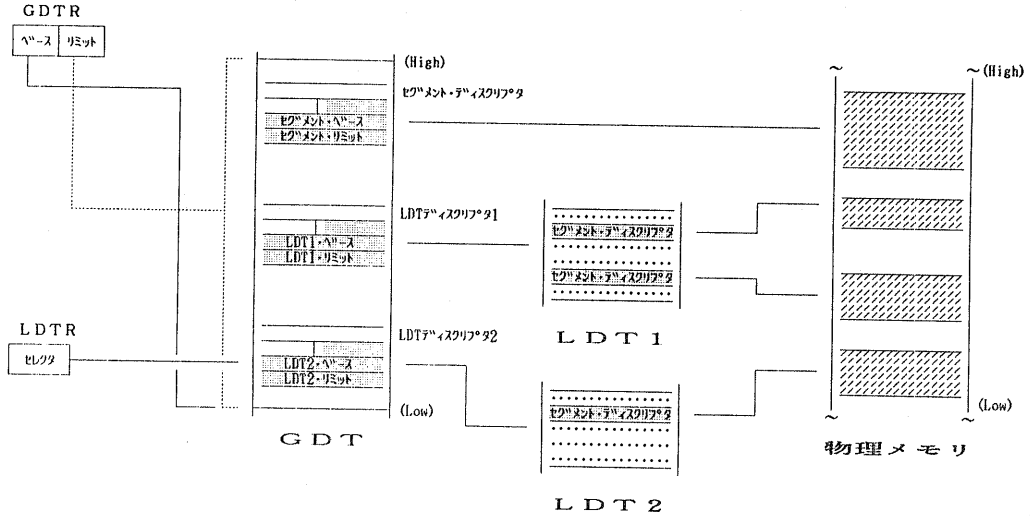 GDTR
ベース リミット
(High)
セグメント・ディスクリプタ
セグメント・ベース
セグメント・リミット
LDTディスクリプタ1
LDT1・ベース
LDT1・リミット
LDTR
セレクタ
LDTディスクリプタ2
LDT2・ベース
LDT2・リミット
(Low)
GDT
セグメント・ディスクリプタ
セグメント・ディスクリプタ
LDT1
セグメント・ディスクリプタ
LDT2
~ ~(High)
~ ~
(Low)
物理メモリ